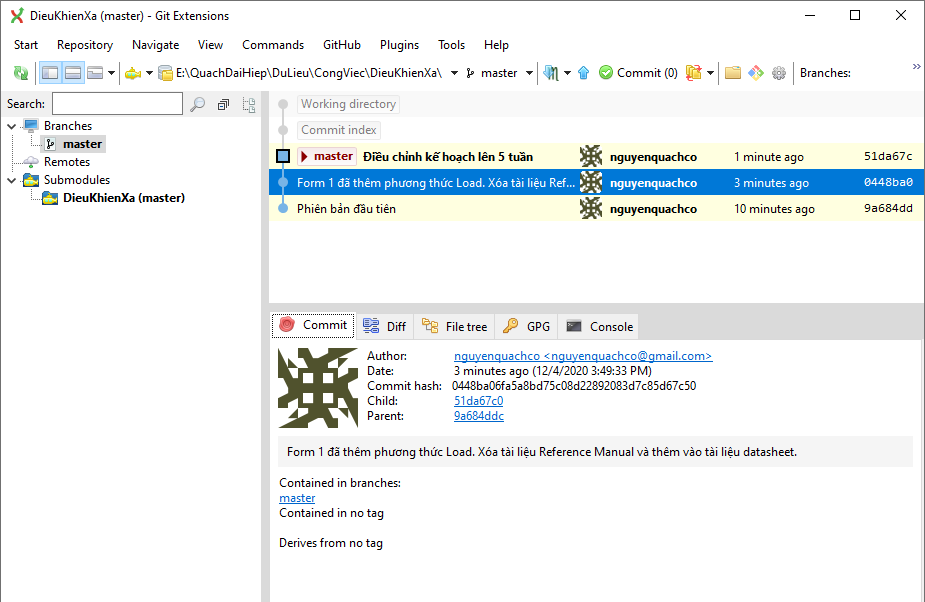 DieuKhienXa (master) - Git Extensions
Start Repository Navigate View Commands GitHub Plugins Tools Help
E:\QuachDaiHiep\DuLieu\CongViec\DieuKhienXa\ master Commit (0) Branches: »
Search:
Branches
master
Remotes
Submodules
DieuKhienXa (master)
Working directory
Commit index
master Điều chỉnh kế hoạch lên 5 tuần nguyenquachco 1 minute ago 51da67c
Form 1 đã thêm phương thức Load. Xóa tài liệu Ref... nguyenquachco 3 minutes ago 0448ba0
Phiên bản đầu tiên nguyenquachco 10 minutes ago 9a684dd
Commit Diff File tree GPG Console
Author: nguyenquachco <nguyenquachco@gmail.com>
Date: 3 minutes ago (12/4/2020 3:49:33 PM)
Commit hash: 0448ba06fa5a8bd75c08d22892083d7c85d67c50
Child: 51da67c0
Parent: 9a684ddc
Form 1 đã thêm phương thức Load. Xóa tài liệu Reference Manual và thêm vào tài liệu datasheet.
Contained in branches:
master
Contained in no tag
Derives from no tag